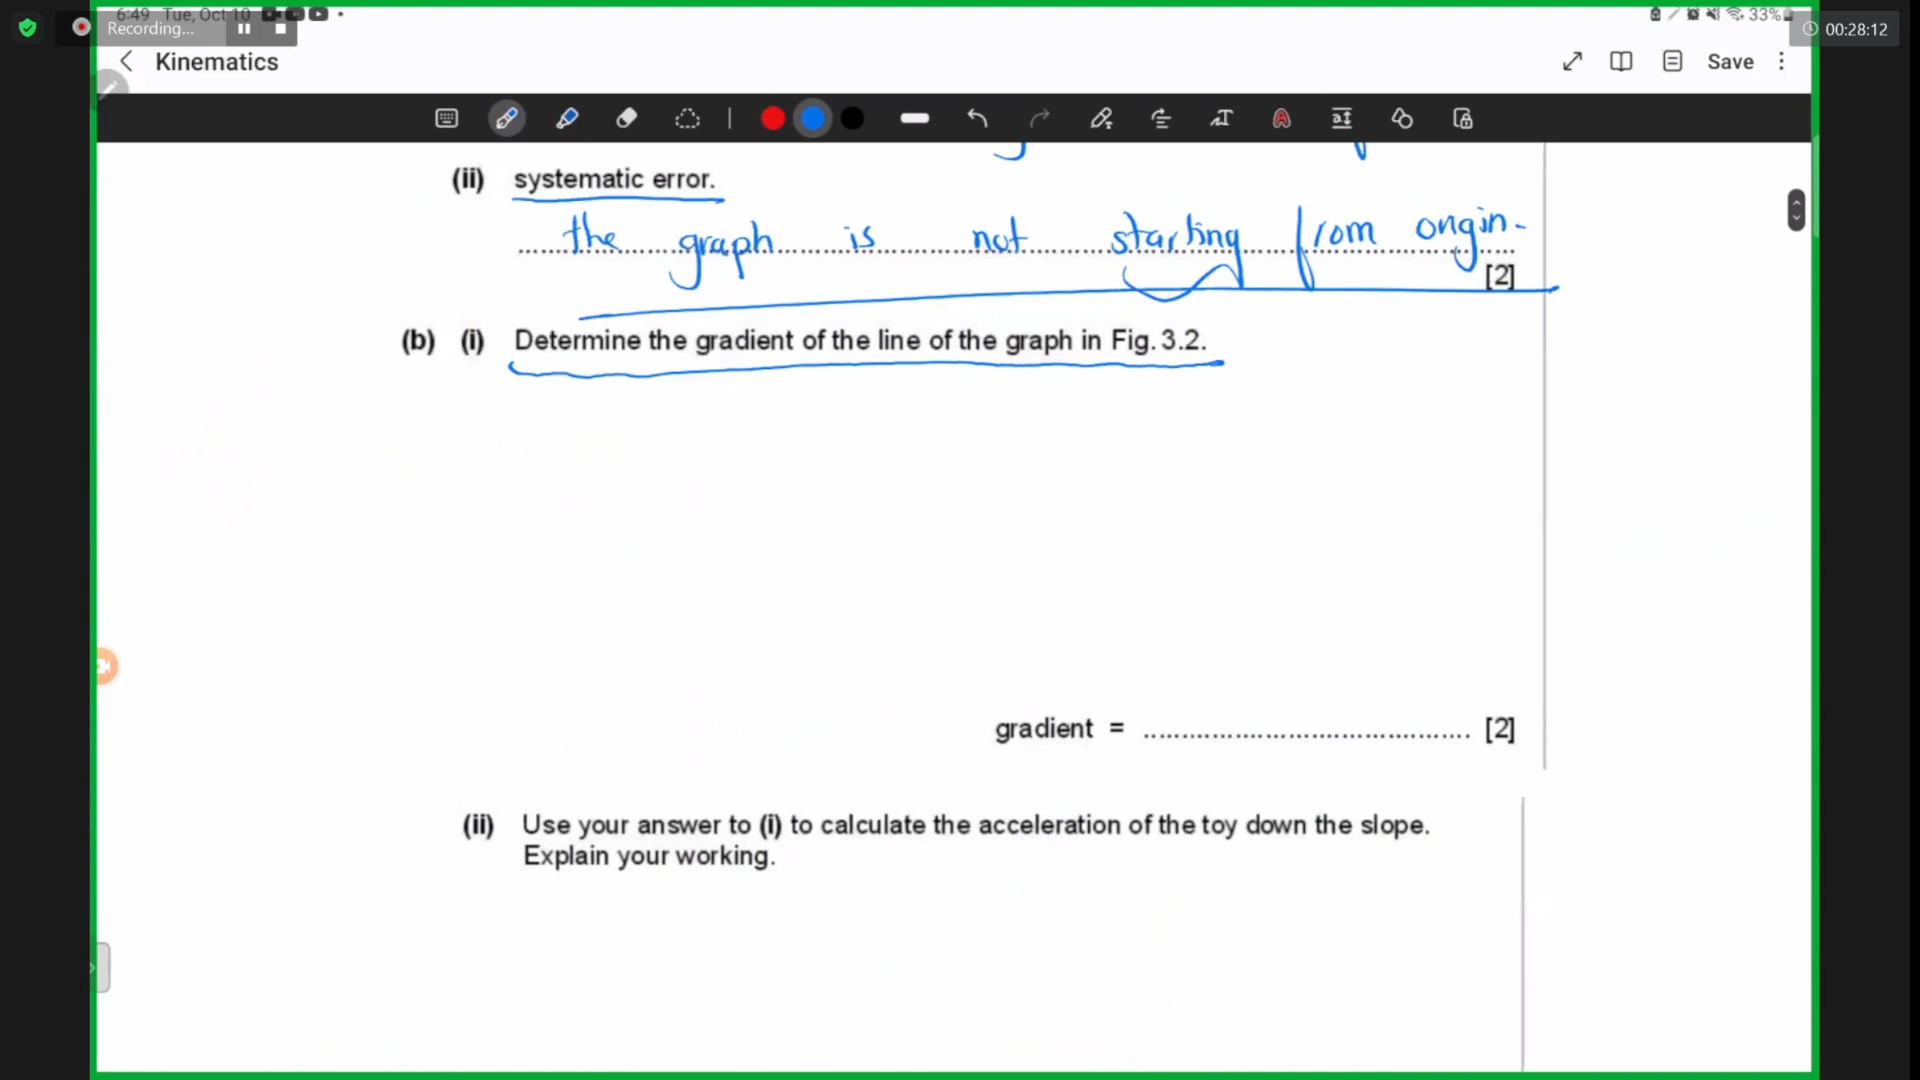 6:49 Tue, Oct 10
Recording...
33%
00:28:12
Kinematics
Save
(ii) systematic error.
the graph is not starting from origin.
[2]
(b) (i) Determine the gradient of the line of the graph in Fig. 3.2.
gradient = ........................................ [2]
(ii) Use your answer to (i) to calculate the acceleration of the toy down the slope.
Explain your working.